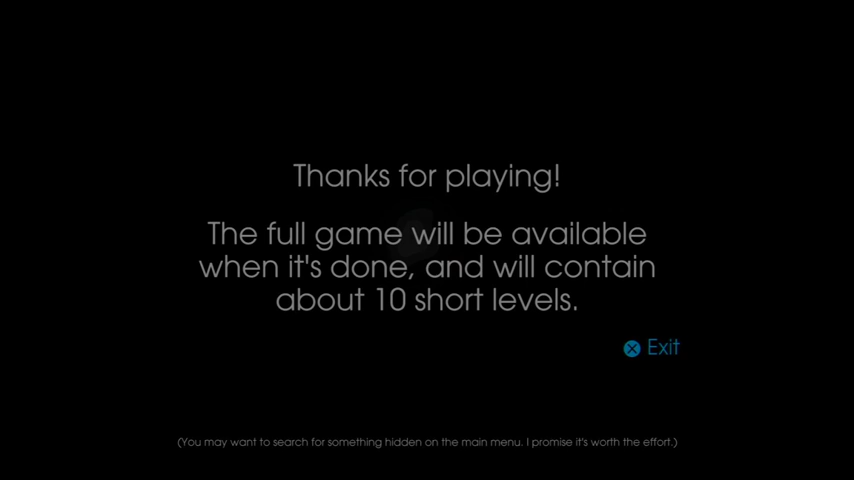 Thanks for playing!
The full game will be available
when it's done, and will contain
about 10 short levels.
Exit
(You may want to search for something hidden on the main menu. I promise it's worth the effort.)